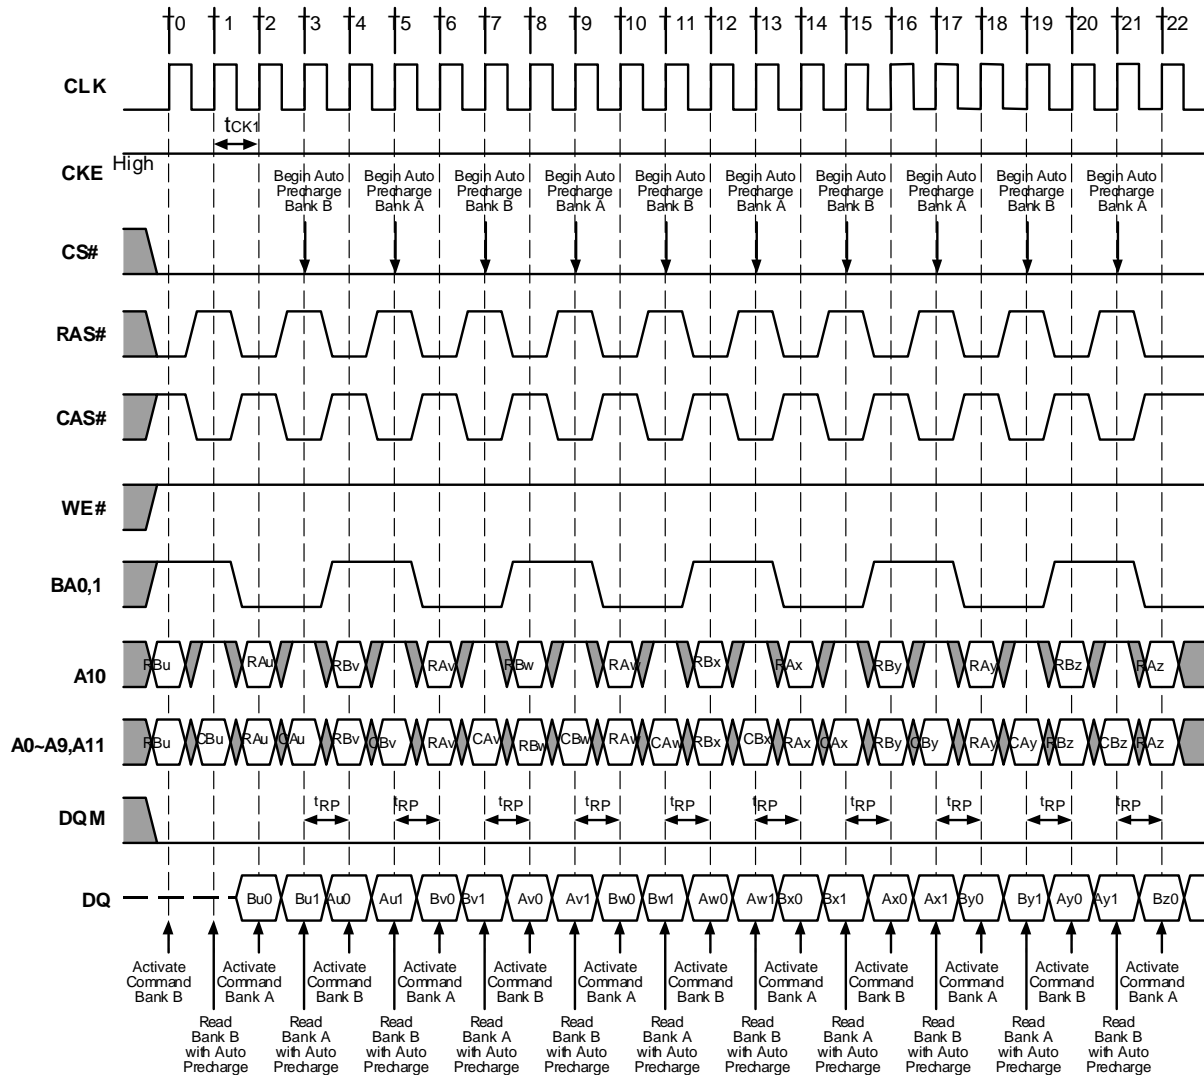 T0 T1 T2 T3 T4 T5 T6 T7 T8 T9 T10 T11 T12 T13 T14 T15 T16 T17 T18 T19 T20 T21 T22
CLK
tCK1
CKE High
Begin Auto Begin Auto Begin Auto Begin Auto Begin Auto Begin Auto Begin Auto Begin Auto Begin Auto Begin Auto
Precharge Precharge Precharge Precharge Precharge Precharge Precharge Precharge Precharge Precharge
Bank B Bank A Bank B Bank A Bank B Bank A Bank B Bank A Bank B Bank A
CS#
RAS#
CAS#
WE#
BA0,1
A10 RBu RAu RBv RAv RBw RAw RBx RAx RBy RAy RBz RAz
A0~A9,A11 RBu CBu RAu CAu RBv CBv RAv CAv RBw CBw RAw CAw RBx CBx RAx CAx RBy CBy RAy CAy RBz CBz RAz
DQM tRP tRP tRP tRP tRP tRP tRP tRP tRP tRP
DQ Bu0 Bu1 Au0 Au1 Bv0 Bv1 Av0 Av1 Bw0 Bw1 Aw0 Aw1 Bx0 Bx1 Ax0 Ax1 By0 By1 Ay0 Ay1 Bz0
Activate Activate Activate Activate Activate Activate Activate Activate Activate Activate Activate Activate
Command Command Command Command Command Command Command Command Command Command Command Command
Bank B Bank A Bank B Bank A Bank B Bank A Bank B Bank A Bank B Bank A Bank B Bank A
Read Read Read Read Read Read Read Read Read Read Read
Bank B Bank A Bank B Bank A Bank B Bank A Bank B Bank A Bank B Bank A Bank B
with Auto with Auto with Auto with Auto with Auto with Auto with Auto with Auto with Auto with Auto with Auto
Precharge Precharge Precharge Precharge Precharge Precharge Precharge Precharge Precharge Precharge Precharge